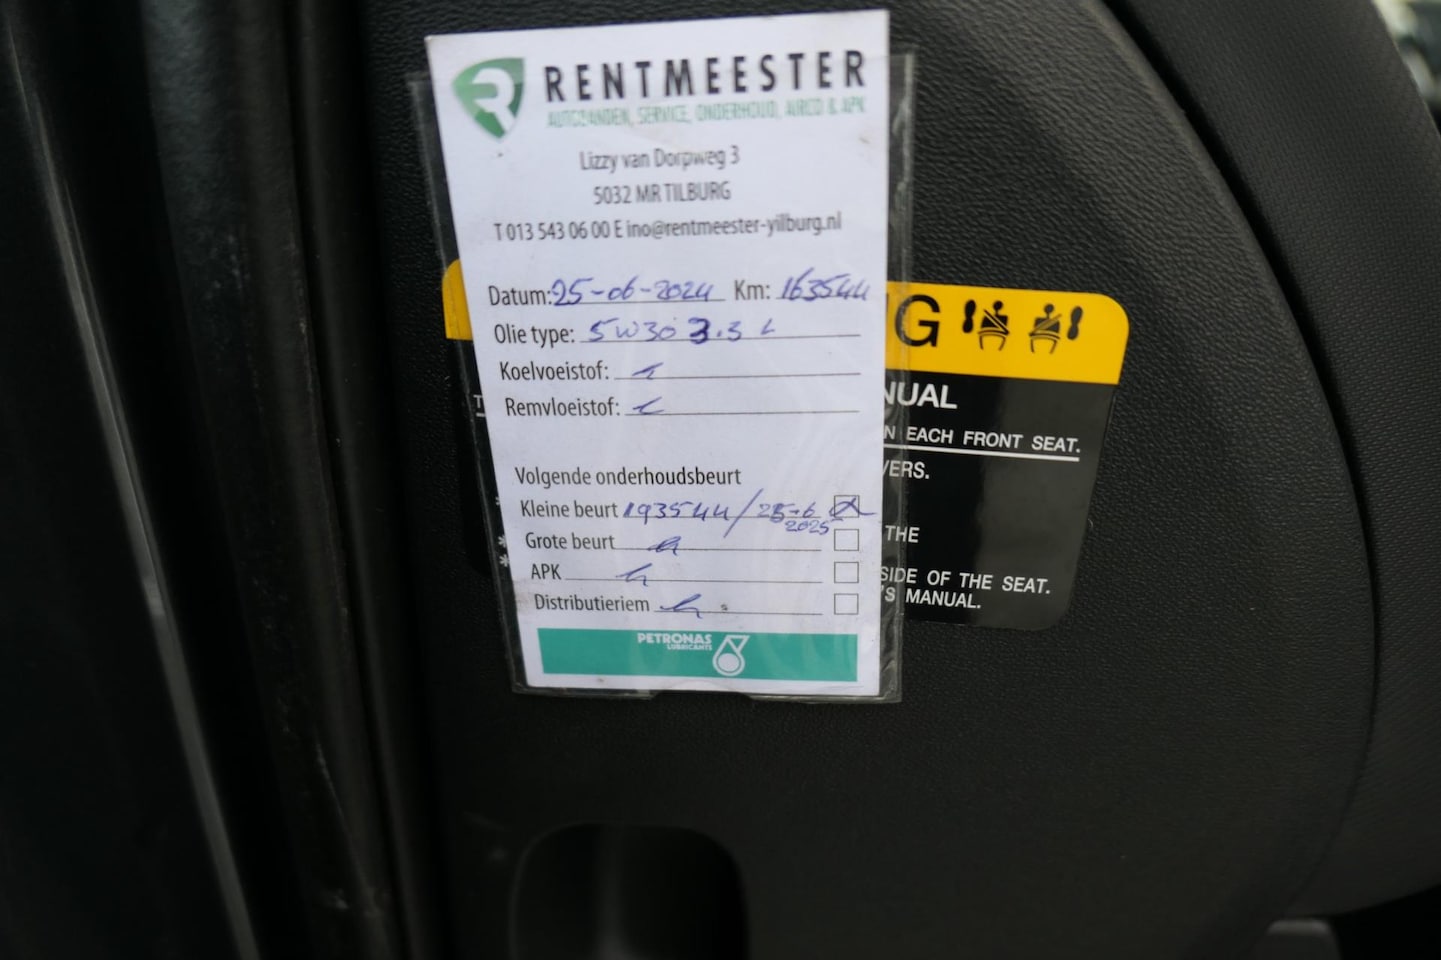 RENTMEESTER
AUTOBANDEN, SERVICE, ONDERHOUD, AIRCO & APK
Lizzy van Dorpweg 3
5032 MR TILBURG
T 013 543 06 00 E ino@rentmeester-yilburg.nl
Datum: 25-06-2024 Km: 163544
Olie type: 5W30 3.3 L
Koelvoeistof:
Remvloeistof:
Volgende onderhoudsbeurt
Kleine beurt 193544/25-6
2025
Grote beurt
APK
Distributieriem
PETRONAS
LUBRICANTS
NG
NUAL
N EACH FRONT SEAT.
VERS.
THE
SIDE OF THE SEAT.
'S MANUAL.